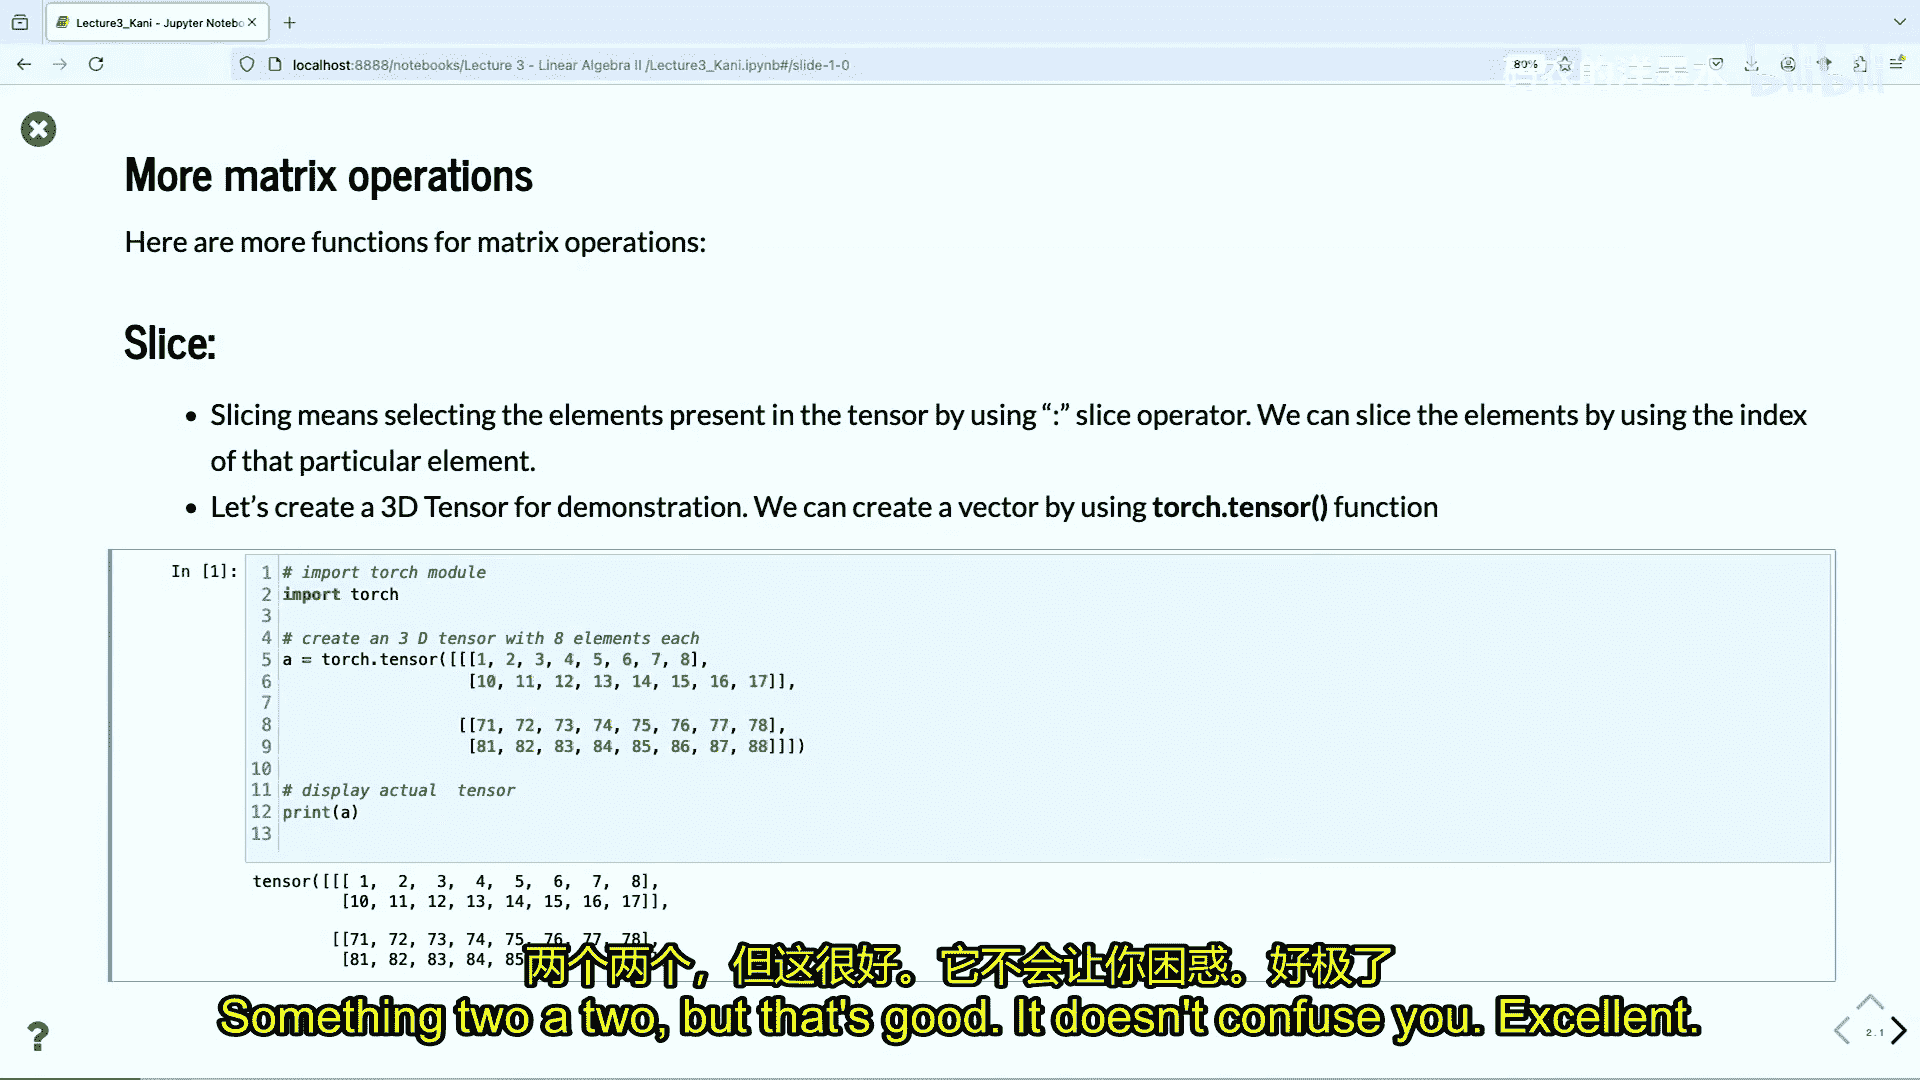 Lecture3_Kani - Jupyter Notebo
localhost:8888/notebooks/Lecture 3 - Linear Algebra II /Lecture3_Kani.ipynb#/slide-1-0
80%
More matrix operations
Here are more functions for matrix operations:
Slice:
• Slicing means selecting the elements present in the tensor by using “:” slice operator. We can slice the elements by using the index
of that particular element.
• Let’s create a 3D Tensor for demonstration. We can create a vector by using torch.tensor() function
In [1]:
1 # import torch module
2 import torch
3
4 # create an 3 D tensor with 8 elements each
5 a = torch.tensor([[[1, 2, 3, 4, 5, 6, 7, 8],
6 [10, 11, 12, 13, 14, 15, 16, 17]],
7
8 [[71, 72, 73, 74, 75, 76, 77, 78],
9 [81, 82, 83, 84, 85, 86, 87, 88]]])
10
11 # display actual  tensor
12 print(a)
13
tensor([[[ 1, 2, 3, 4, 5, 6, 7, 8],
[10, 11, 12, 13, 14, 15, 16, 17]],
[[71, 72, 73, 74, 75, 76, 77, 78],
[81, 82, 83, 84, 85
两个两个，但这很好。它不会让你困惑。好极了
Something two a two, but that's good. It doesn't confuse you. Excellent.
2.1